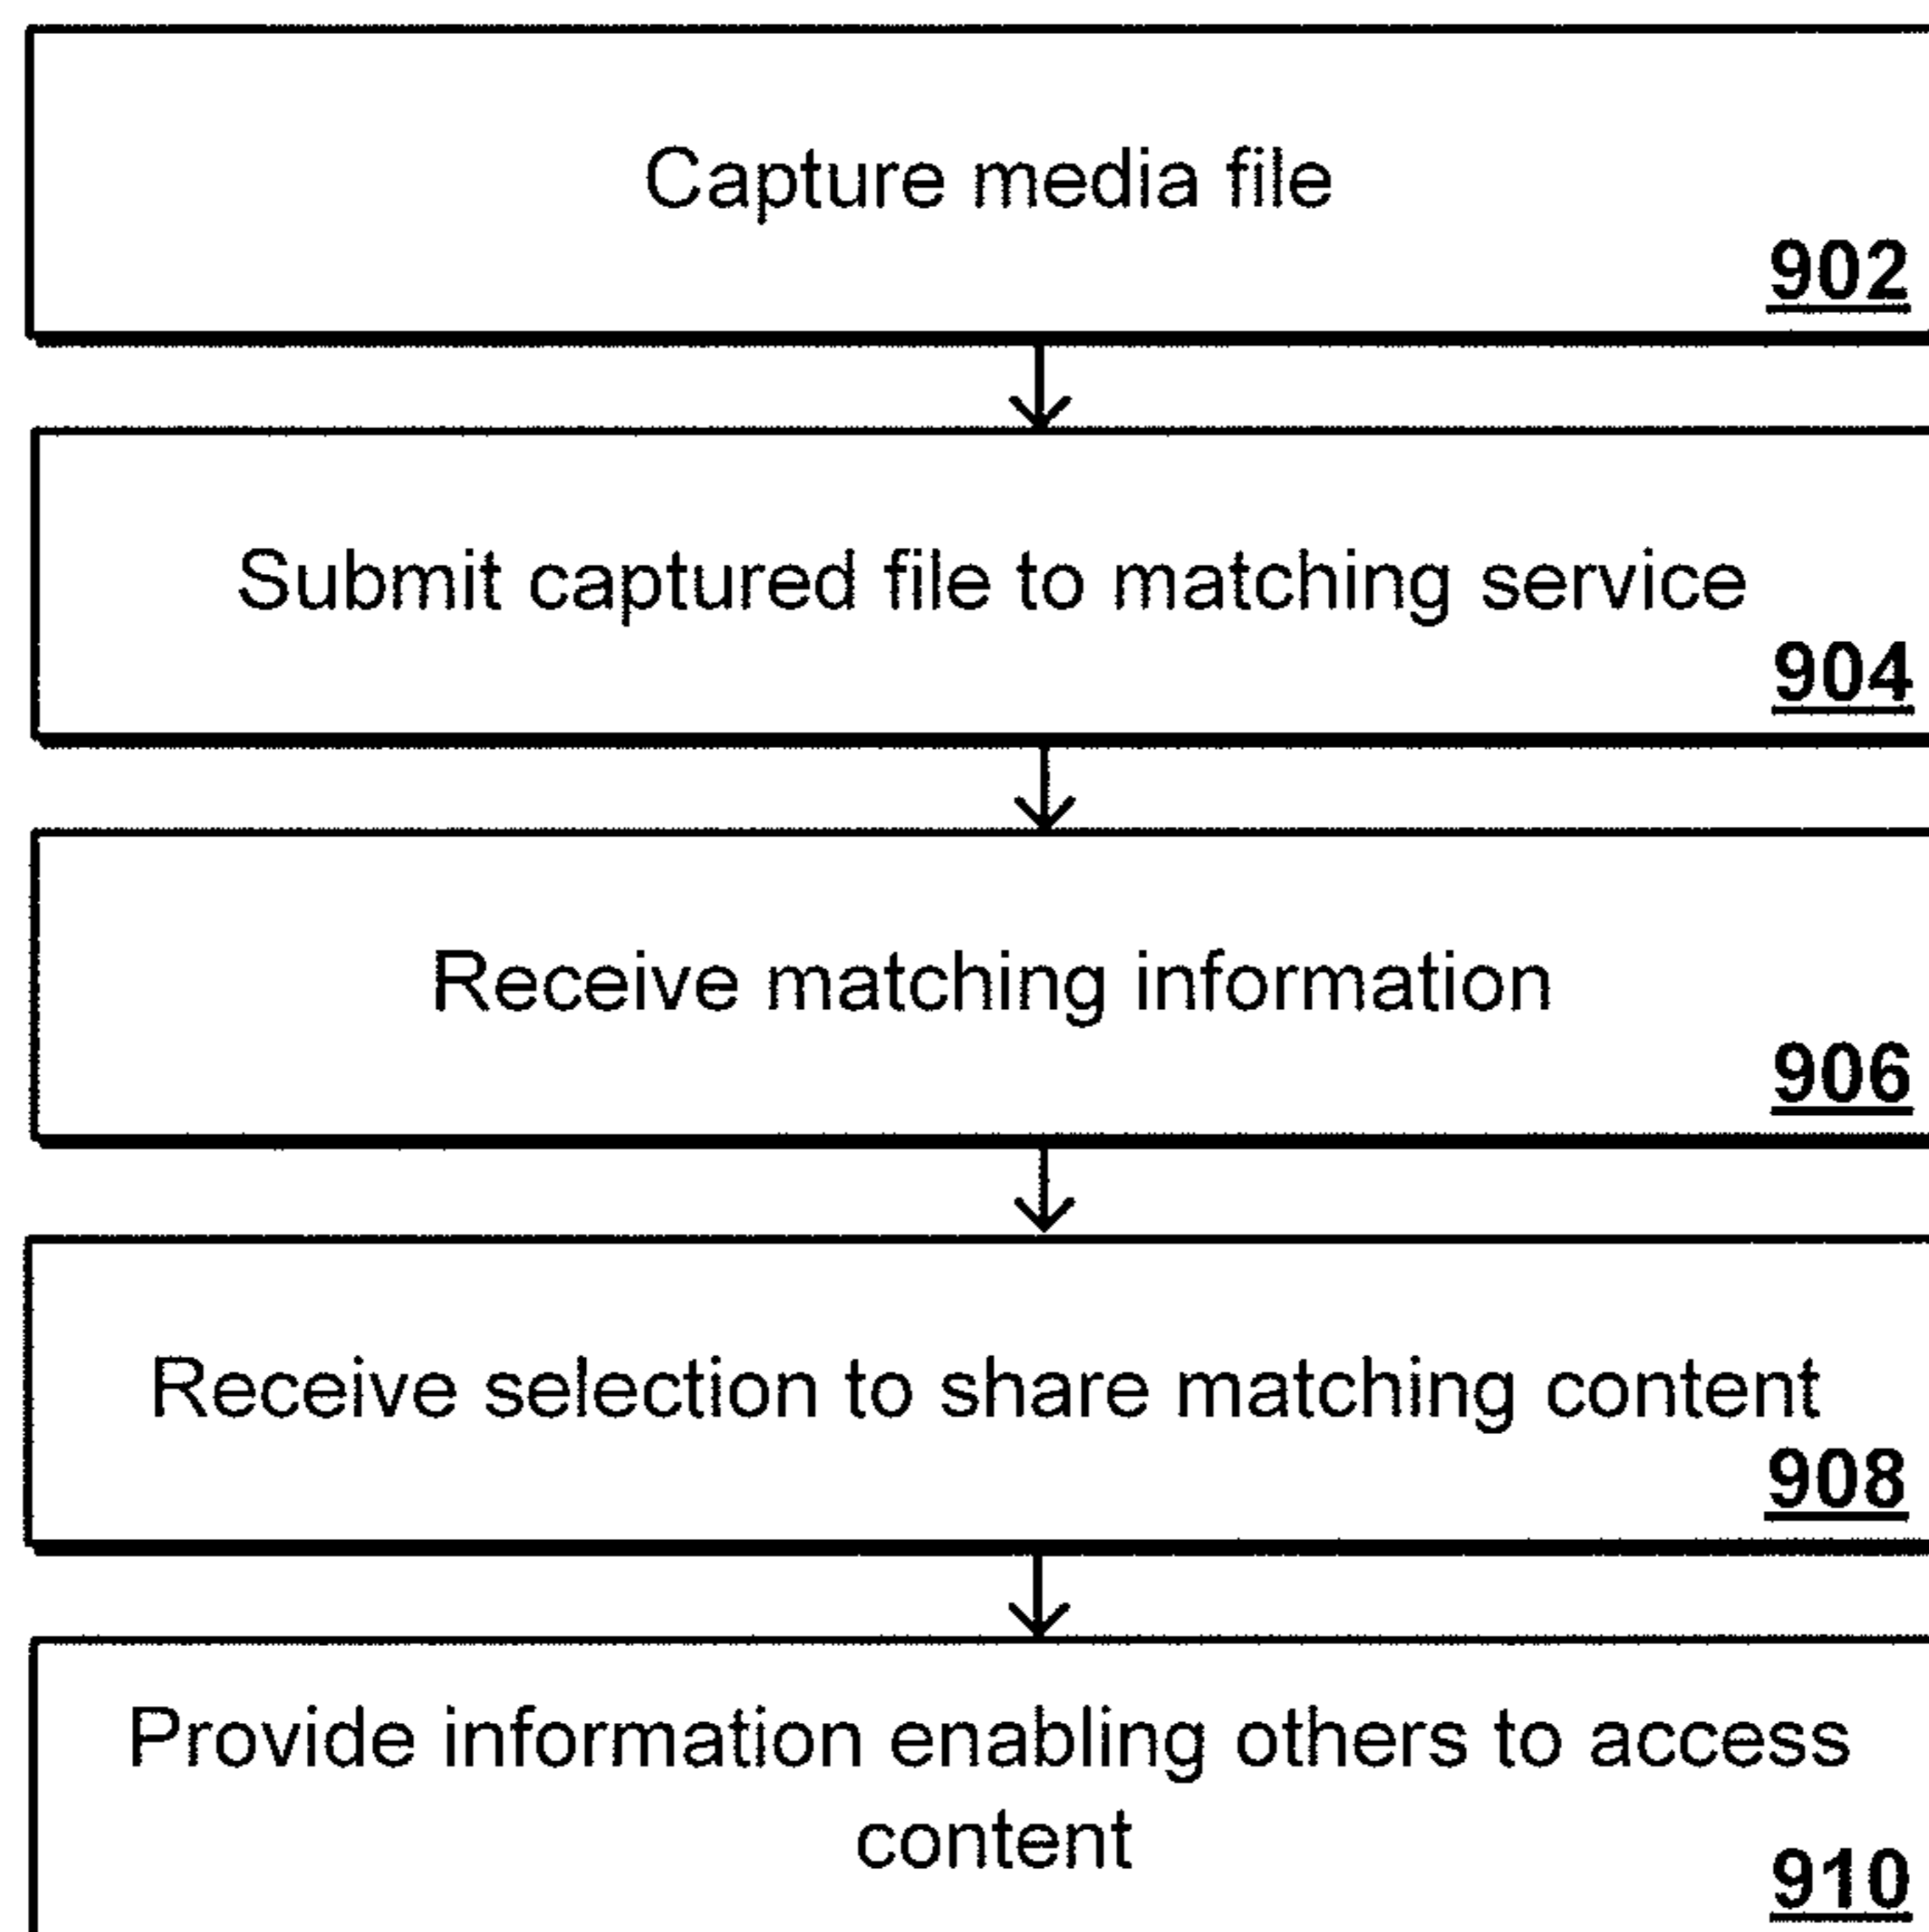 Capture media file
902
Submit captured file to matching service
904
Receive matching information
906
Receive selection to share matching content
908
Provide information enabling others to access
content
910